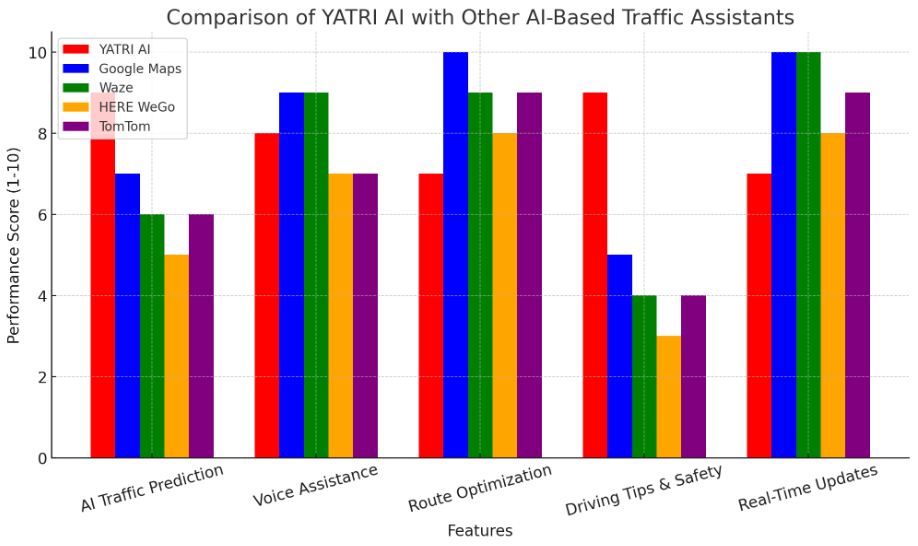 Comparison of YATRI AI with Other AI-Based Traffic Assistants
YATRI AI
Google Maps
Waze
HERE WeGo
TomTom
Performance Score (1-10)
10
8
6
4
2
0
AI Traffic Prediction
Voice Assistance
Route Optimization
Driving Tips & Safety
Real-Time Updates
Features